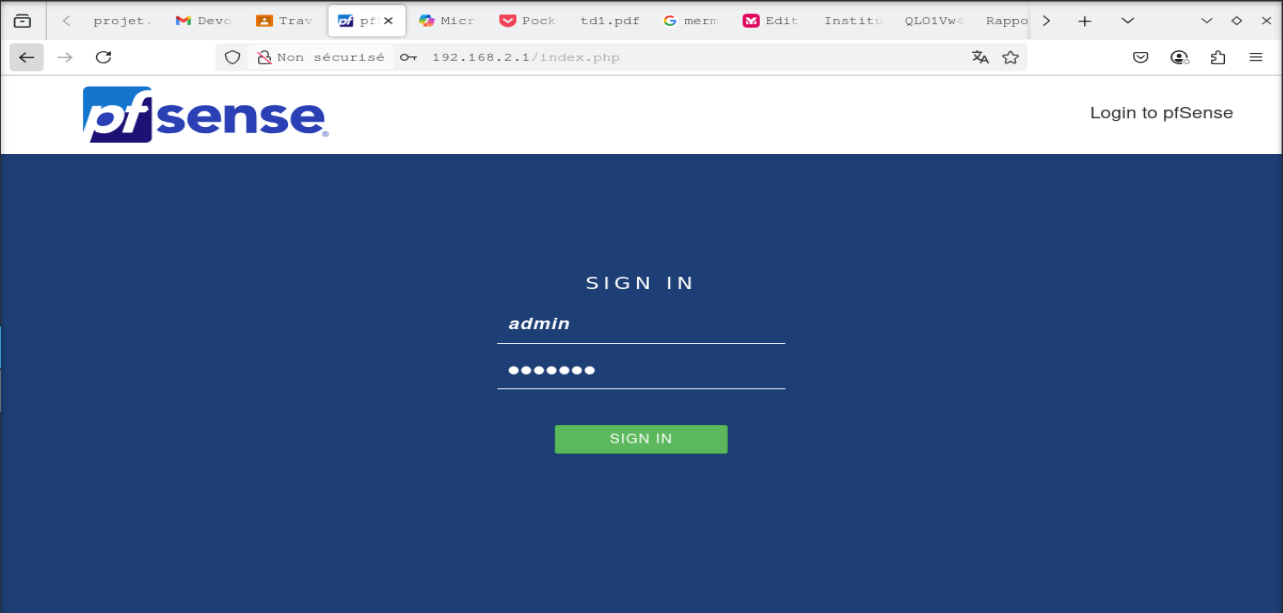 projet. Devo Trav pf Micr Pock td1.pdf merm Edit Institu QLO1Vw4 Rappo
Non sécurisé 192.168.2.1/index.php
pfsense®
Login to pfSense
SIGN IN
admin
●●●●●●●
SIGN IN